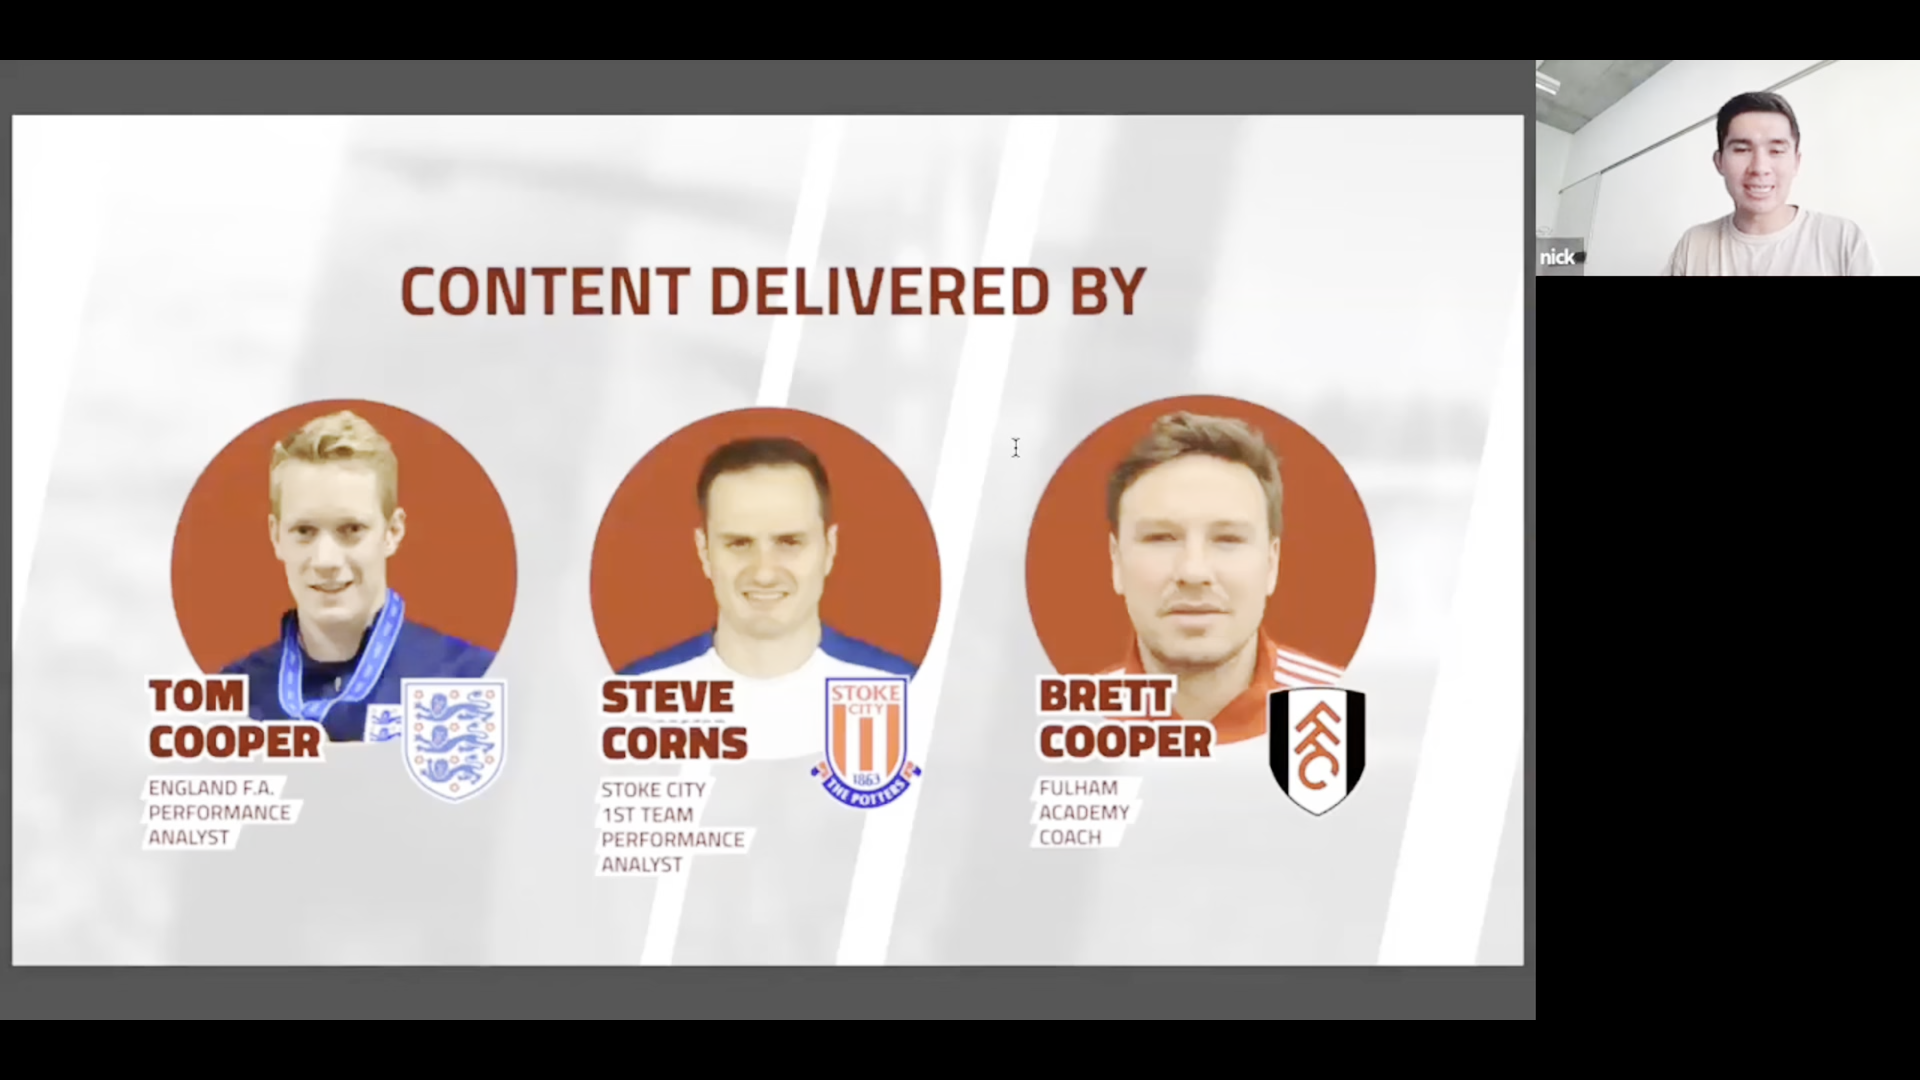 CONTENT DELIVERED BY
TOM
COOPER
ENGLAND F.A.
PERFORMANCE
ANALYST
STEVE
CORNS
STOKE CITY
1ST TEAM
PERFORMANCE
ANALYST
STOKE
CITY
1863
THE POTTERS
BRETT
COOPER
FULHAM
ACADEMY
COACH
FFC
nick